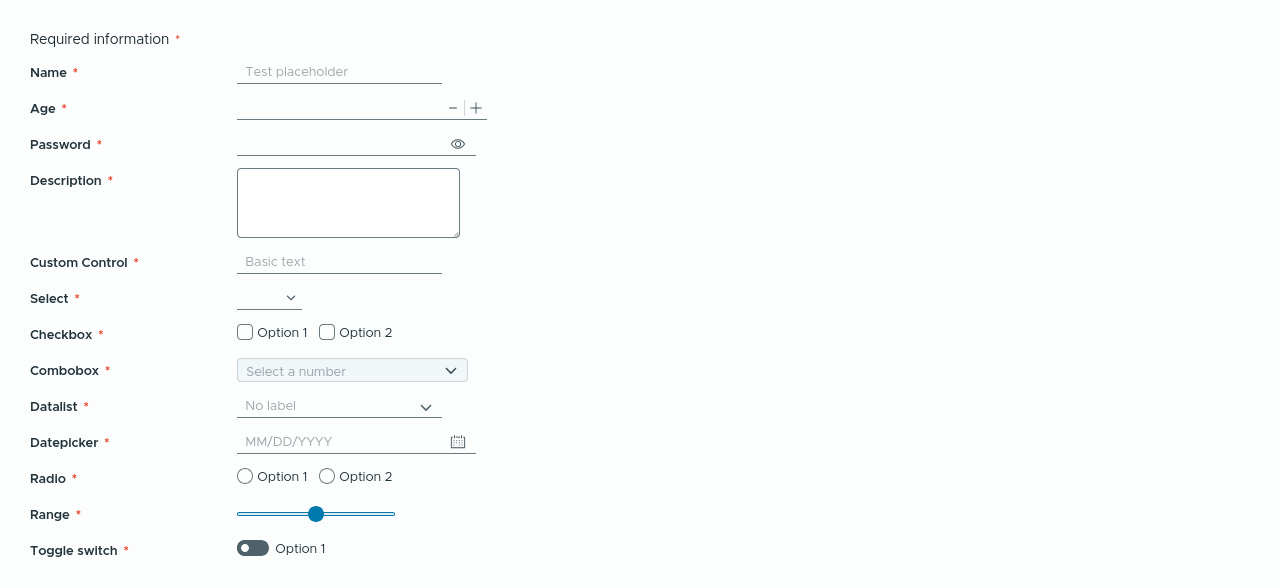 Required information *
Name * Test placeholder
Age *
Password *
Description *
Custom Control * Basic text
Select *
Checkbox * Option 1 Option 2
Combobox * Select a number
Datalist * No label
Datepicker * MM/DD/YYYY
Radio * Option 1 Option 2
Range *
Toggle switch * Option 1